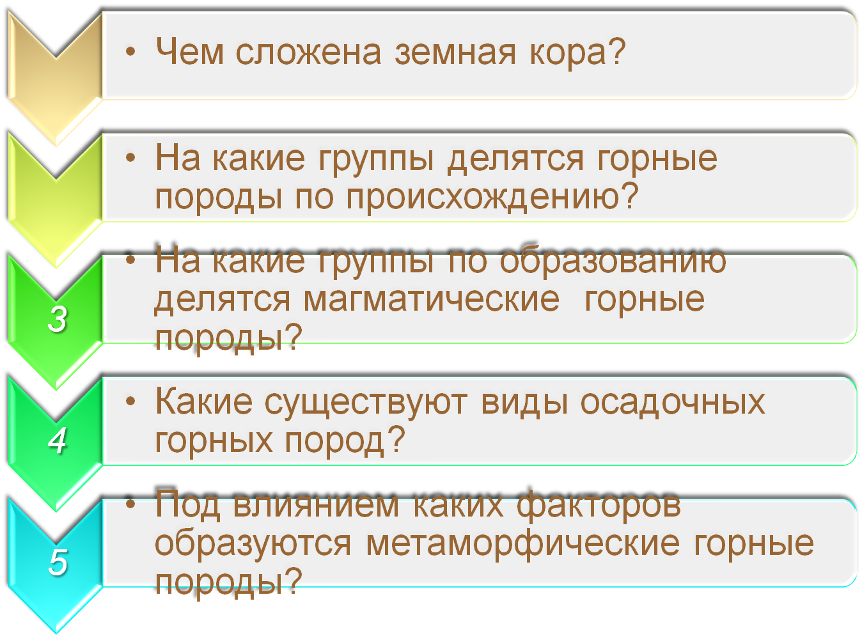 • Чем сложена земная кора?
• На какие группы делятся горные
породы по происхождению?
3
• На какие группы по образованию
делятся магматические горные
породы?
4
• Какие существуют виды осадочных
горных пород?
5
• Под влиянием каких факторов
образуются метаморфические горные
породы?